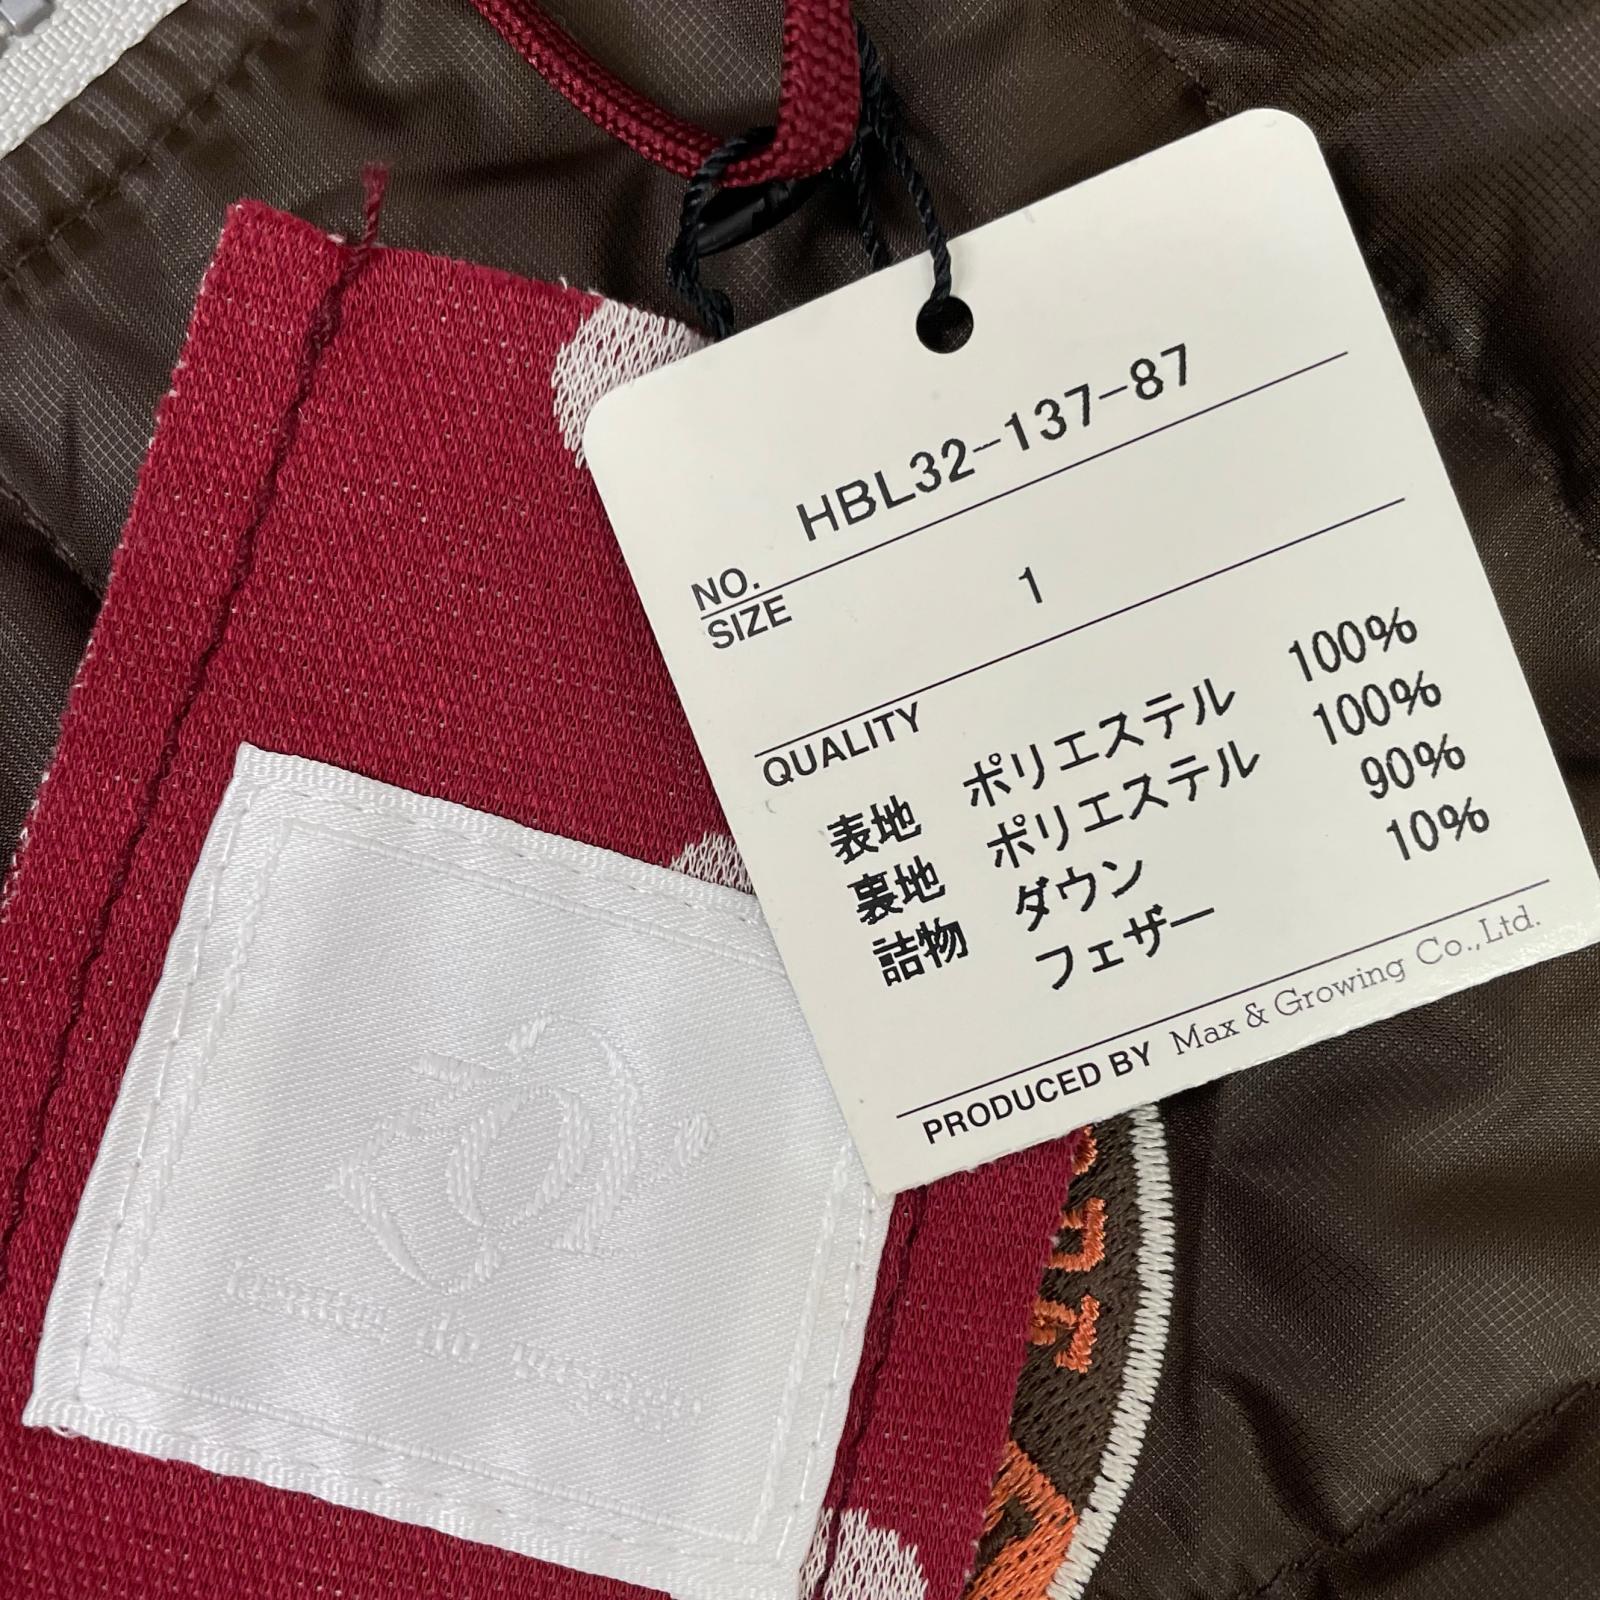 NO. HBL32-137-87
SIZE 1
QUALITY
表地 ポリエステル 100%
裏地 ポリエステル 100%
詰物 ダウン 90%
フェザー 10%
PRODUCED BY Max & Growing Co.,Ltd.